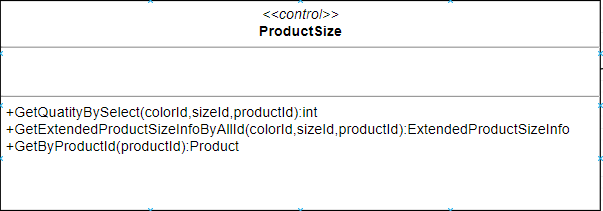 <<control>>
ProductSize
+GetQuatityBySelect(colorId,sizeId,productId):int
+GetExtendedProductSizeInfoByAllId(colorId,sizeId,productId):ExtendedProductSizeInfo
+GetByProductId(productId):Product